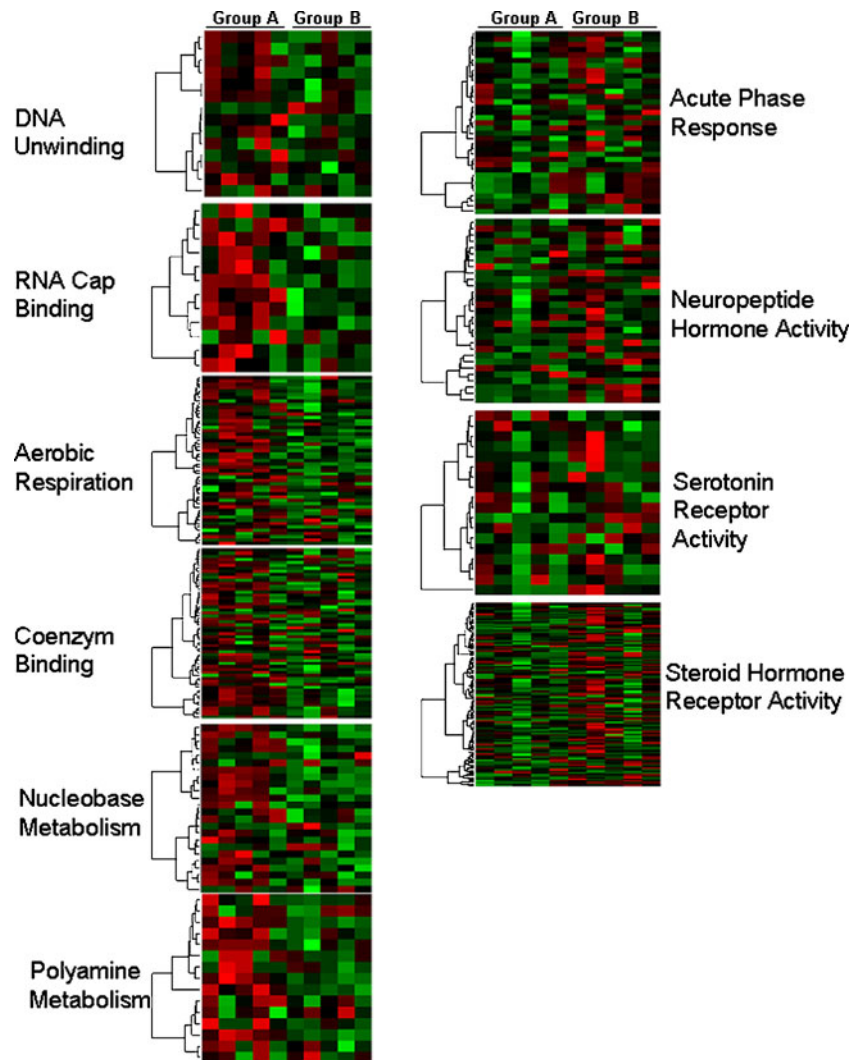 Group A Group B
DNA
Unwinding
RNA Cap
Binding
Aerobic
Respiration
Coenzym
Binding
Nucleobase
Metabolism
Polyamine
Metabolism
Group A Group B
Acute Phase
Response
Neuropeptide
Hormone Activity
Serotonin
Receptor
Activity
Steroid Hormone
Receptor Activity